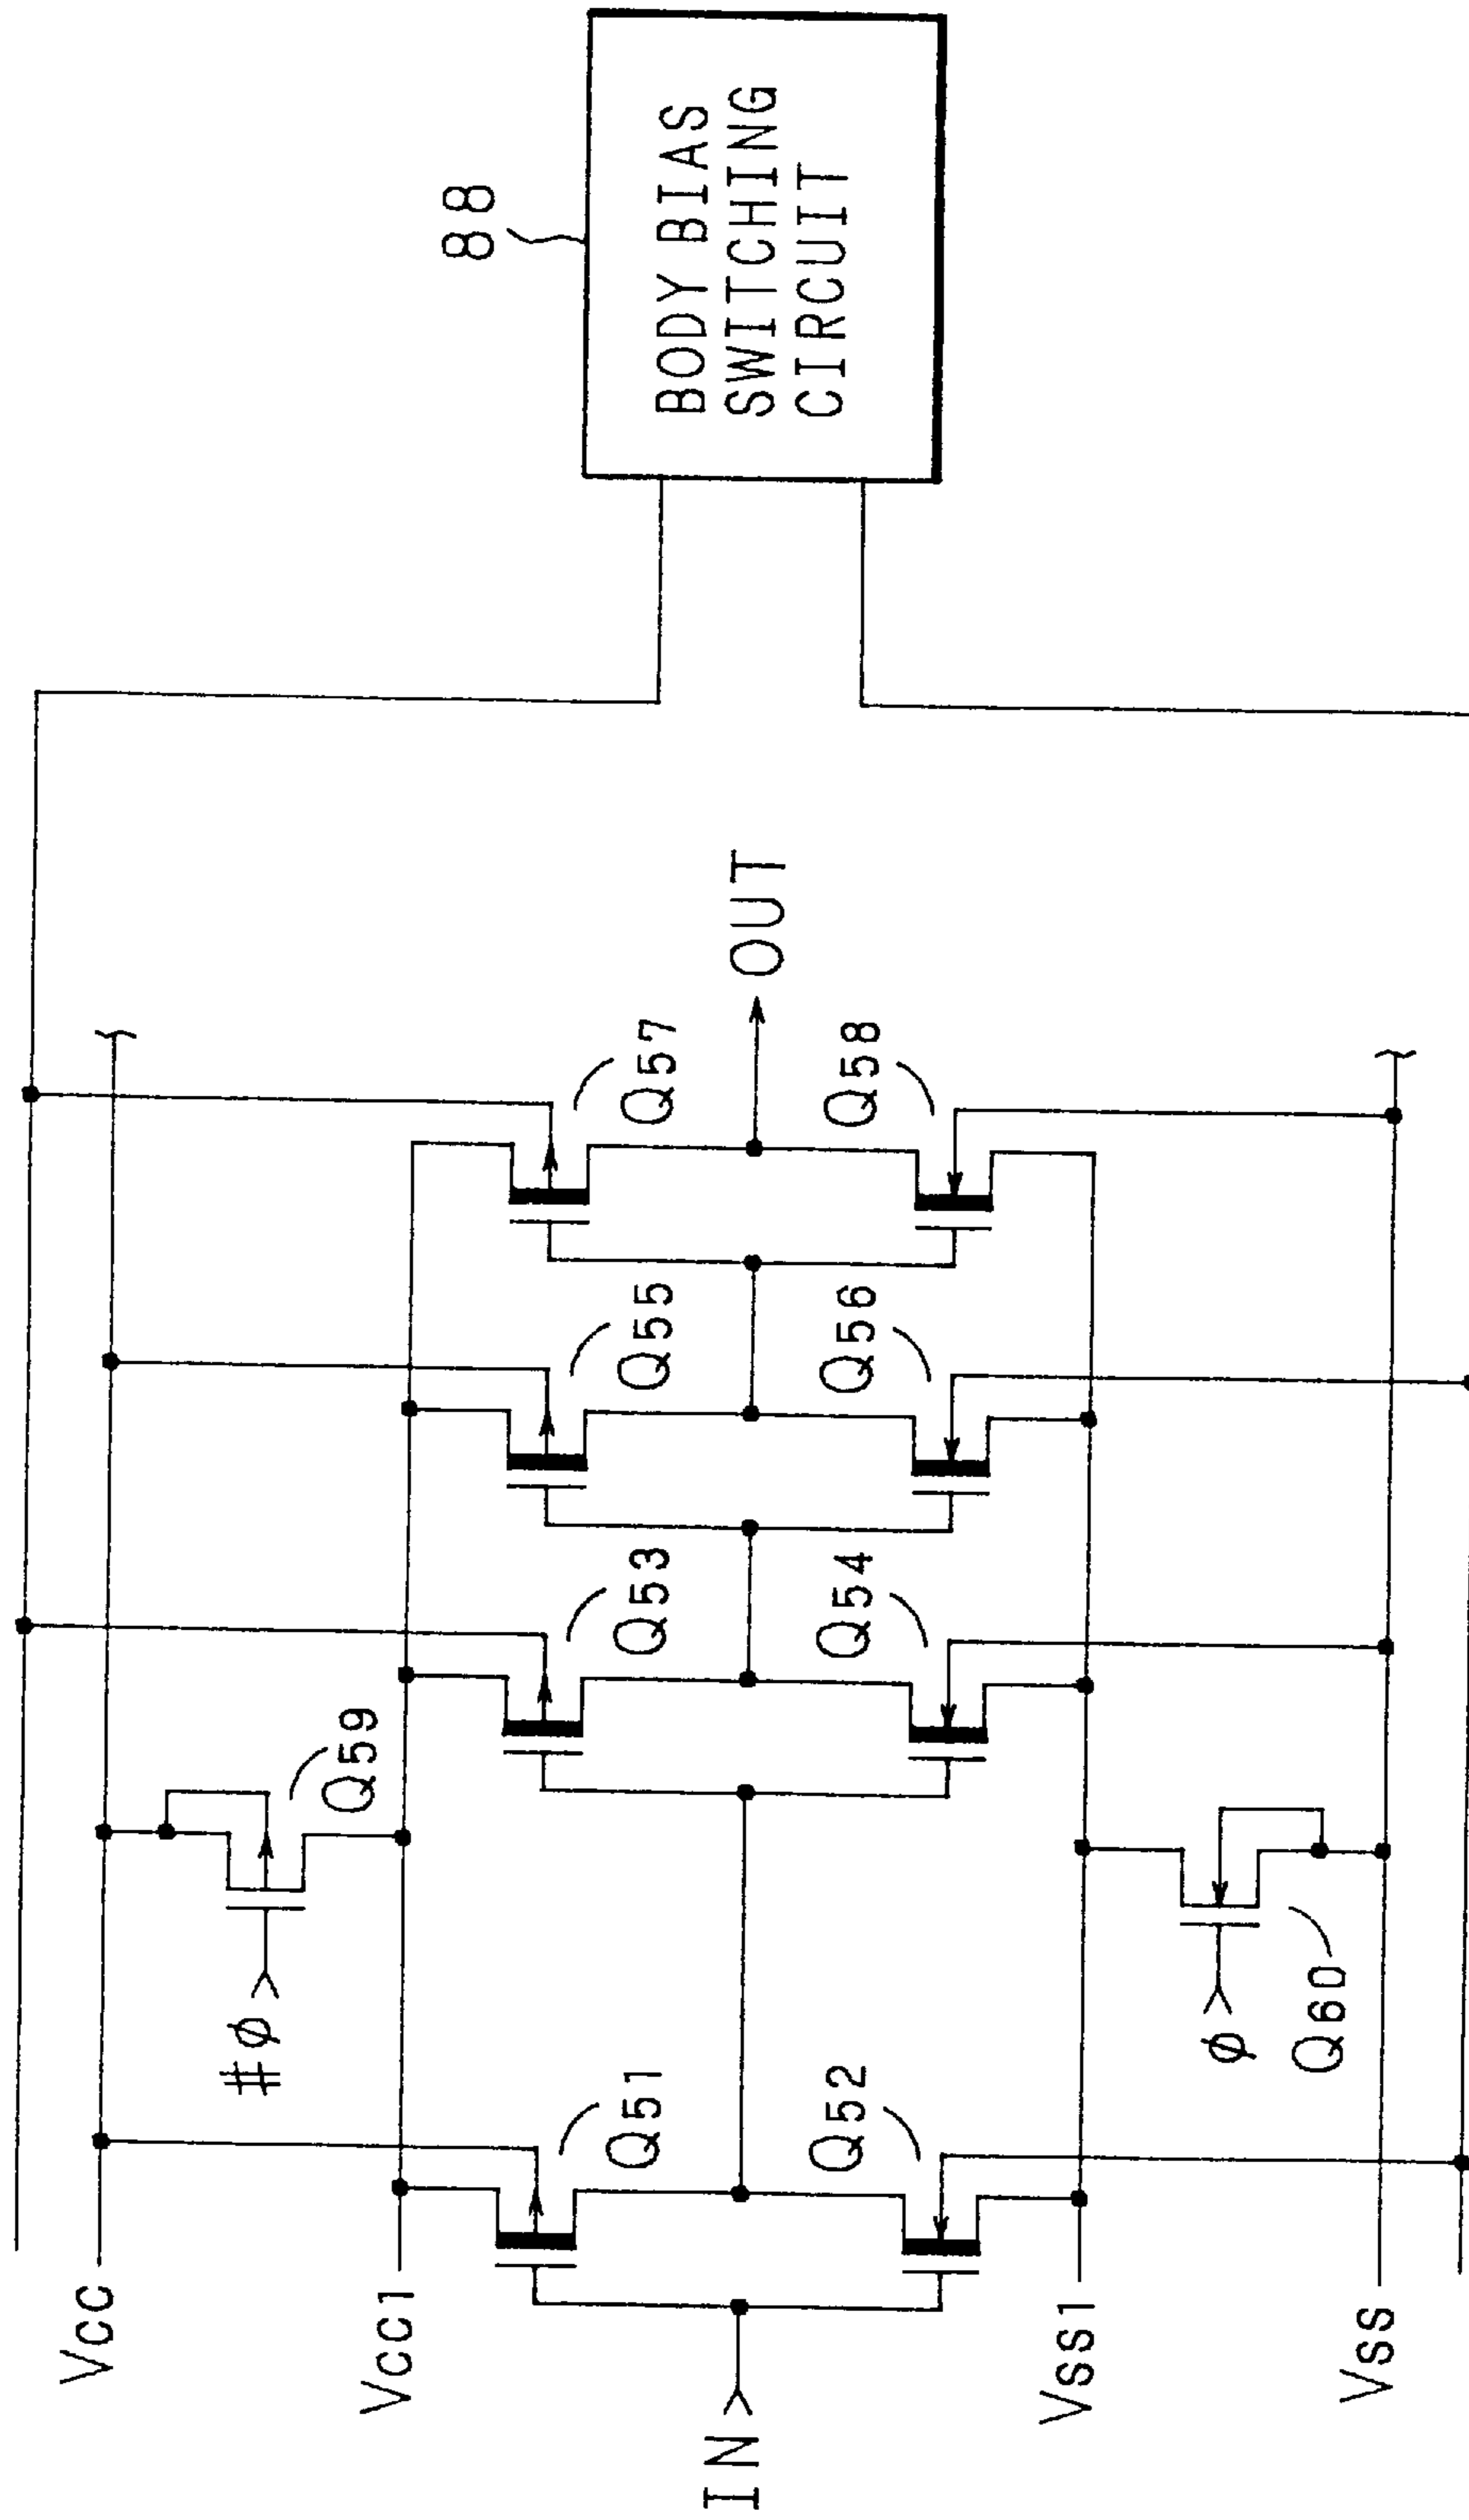 88
BODY BIAS
SWITCHING
CIRCUIT
Vcc
#ø
Q59
Vcc1
Q51
Q53
Q55
Q57
IN
OUT
Q52
Q54
Q56
Q58
Vss1
ø
Q60
Vss